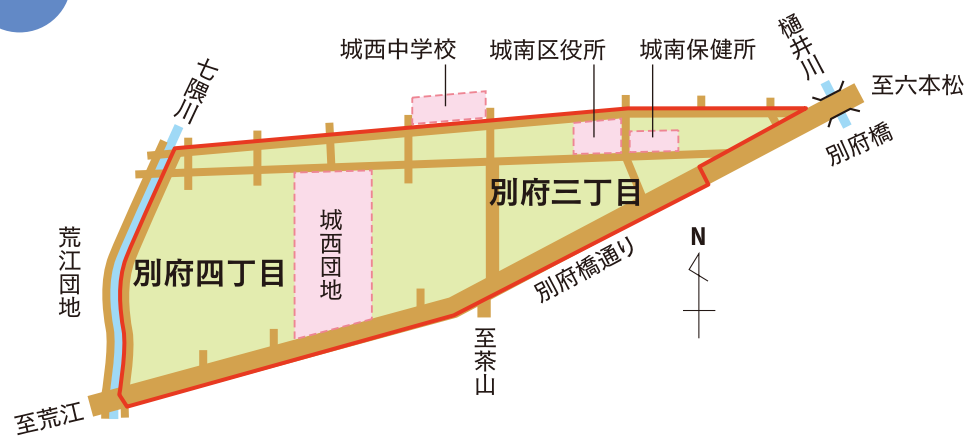 城西中学校
城南区役所
城南保健所
樋井川
至六本松
七隈川
別府橋
別府三丁目
荒江団地
城西団地
別府四丁目
N
別府橋通り
至茶山
至荒江